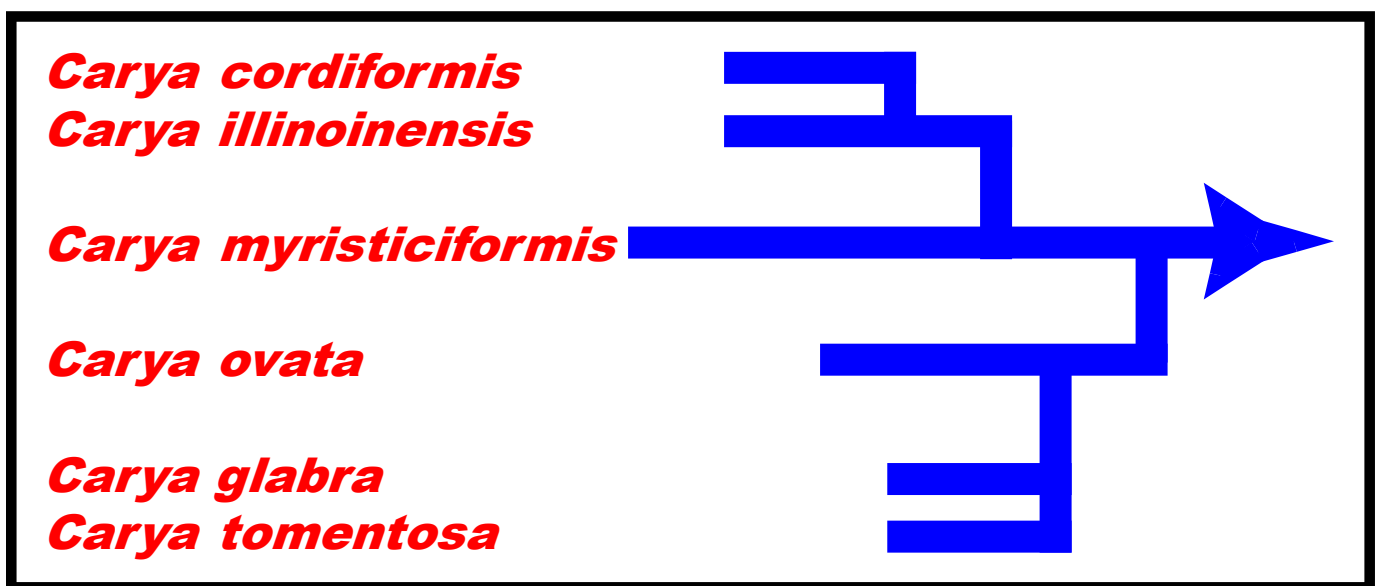 Carya cordiformis
Carya illinoinensis
Carya myristiciformis
Carya ovata
Carya glabra
Carya tomentosa